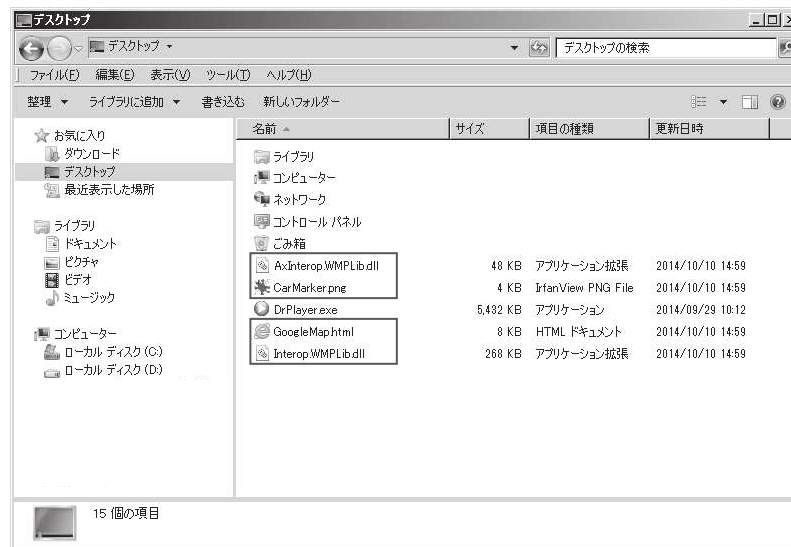 デスクトップ
デスクトップ
デスクトップの検索
ファイル(F) 編集(E) 表示(V) ツール(T) ヘルプ(H)
整理 ライブラリに追加 書き込む 新しいフォルダー
お気に入り
ダウンロード
デスクトップ
最近表示した場所
ライブラリ
ドキュメント
ピクチャ
ビデオ
ミュージック
コンピューター
ローカル ディスク (C:)
ローカル ディスク (D:)
名前 サイズ 項目の種類 更新日時
ライブラリ
コンピューター
ネットワーク
コントロール パネル
ごみ箱
AxInterop.WMPLib.dll 48 KB アプリケーション拡張 2014/10/10 14:59
CarMarker.png 4 KB IrfanView PNG File 2014/10/10 14:59
DrPlayer.exe 5,432 KB アプリケーション 2014/09/29 10:12
GoogleMap.html 8 KB HTML ドキュメント 2014/10/10 14:59
Interop.WMPLib.dll 268 KB アプリケーション拡張 2014/10/10 14:59
15 個の項目